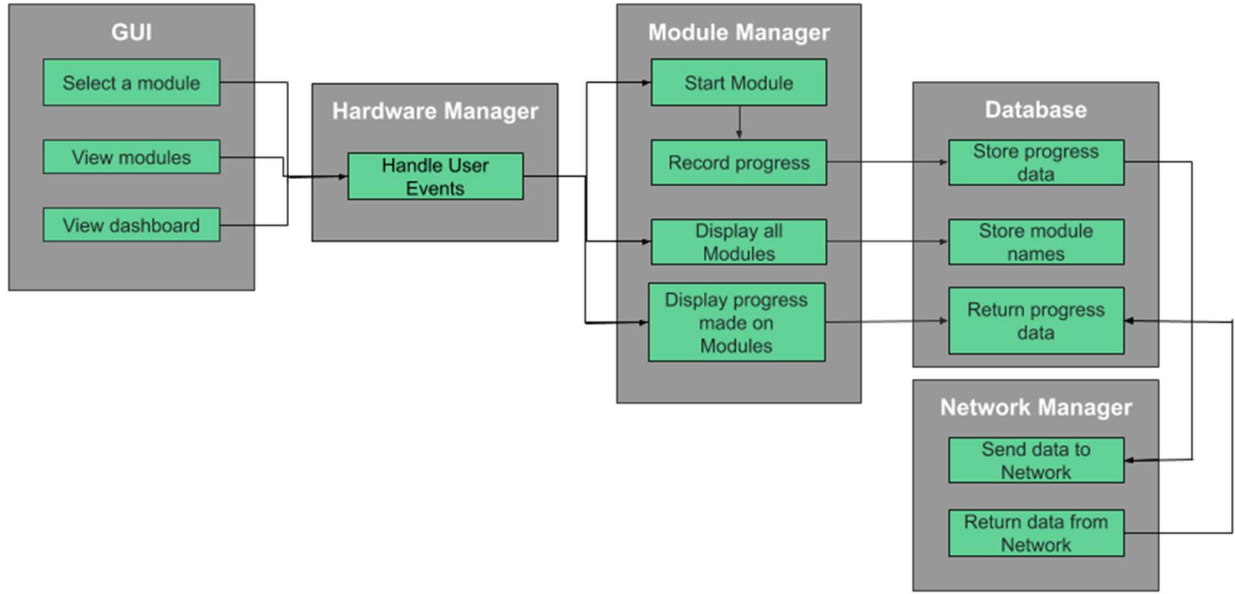 GUI
Select a module
View modules
View dashboard
Hardware Manager
Handle User
Events
Module Manager
Start Module
Record progress
Display all
Modules
Display progress
made on
Modules
Database
Store progress
data
Store module
names
Return progress
data
Network Manager
Send data to
Network
Return data from
Network